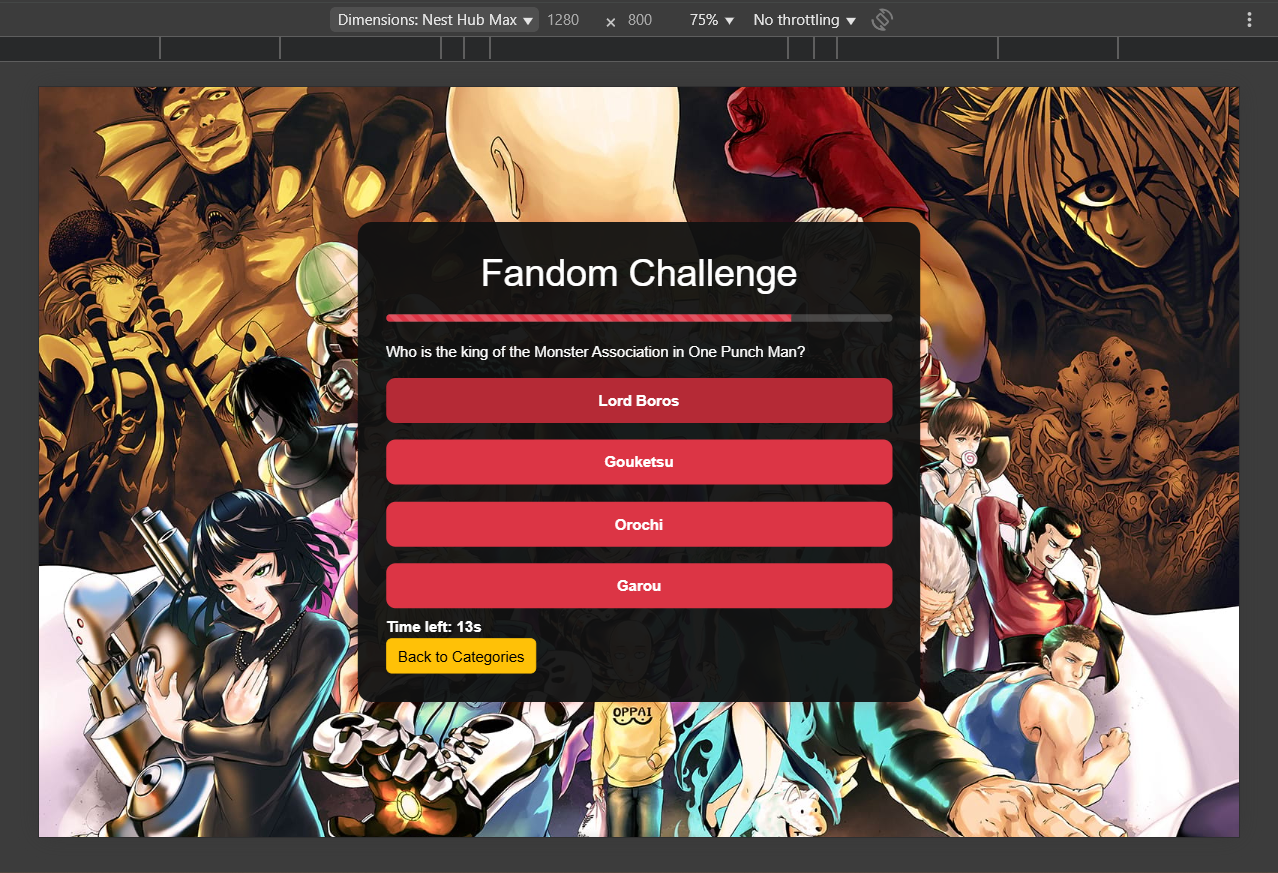 Dimensions: Nest Hub Max ▼ 1280 × 800 75% ▼ No throttling ▼
Fandom Challenge
Who is the king of the Monster Association in One Punch Man?
Lord Boros
Gouketsu
Orochi
Garou
Time left: 13s
Back to Categories
OPPAI